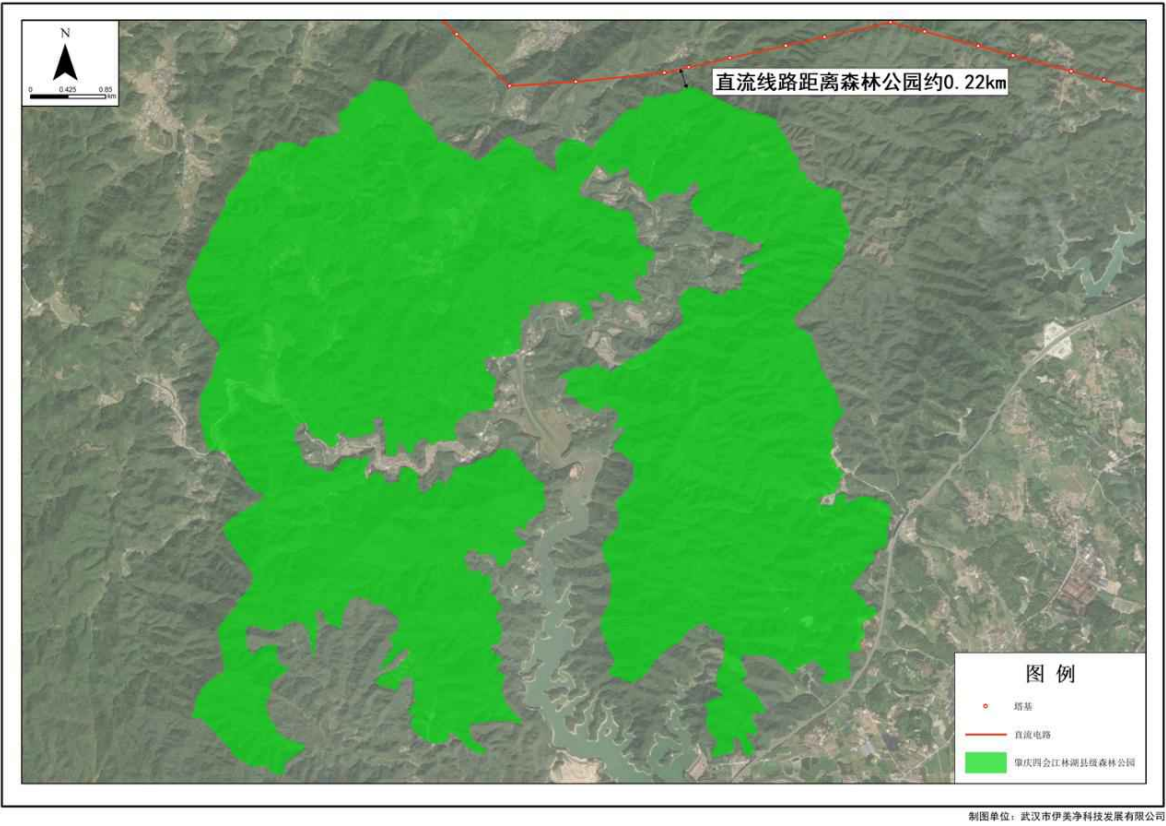 N
0 0.425 0.85
km
直流线路距离森林公园约0.22km
图 例
塔基
直流电路
肇庆四会江林湖县级森林公园
制图单位：武汉市伊美净科技发展有限公司